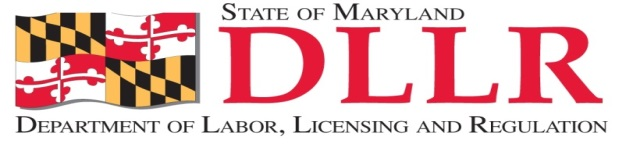 State of Maryland
DLLR
Department of Labor, Licensing and Regulation